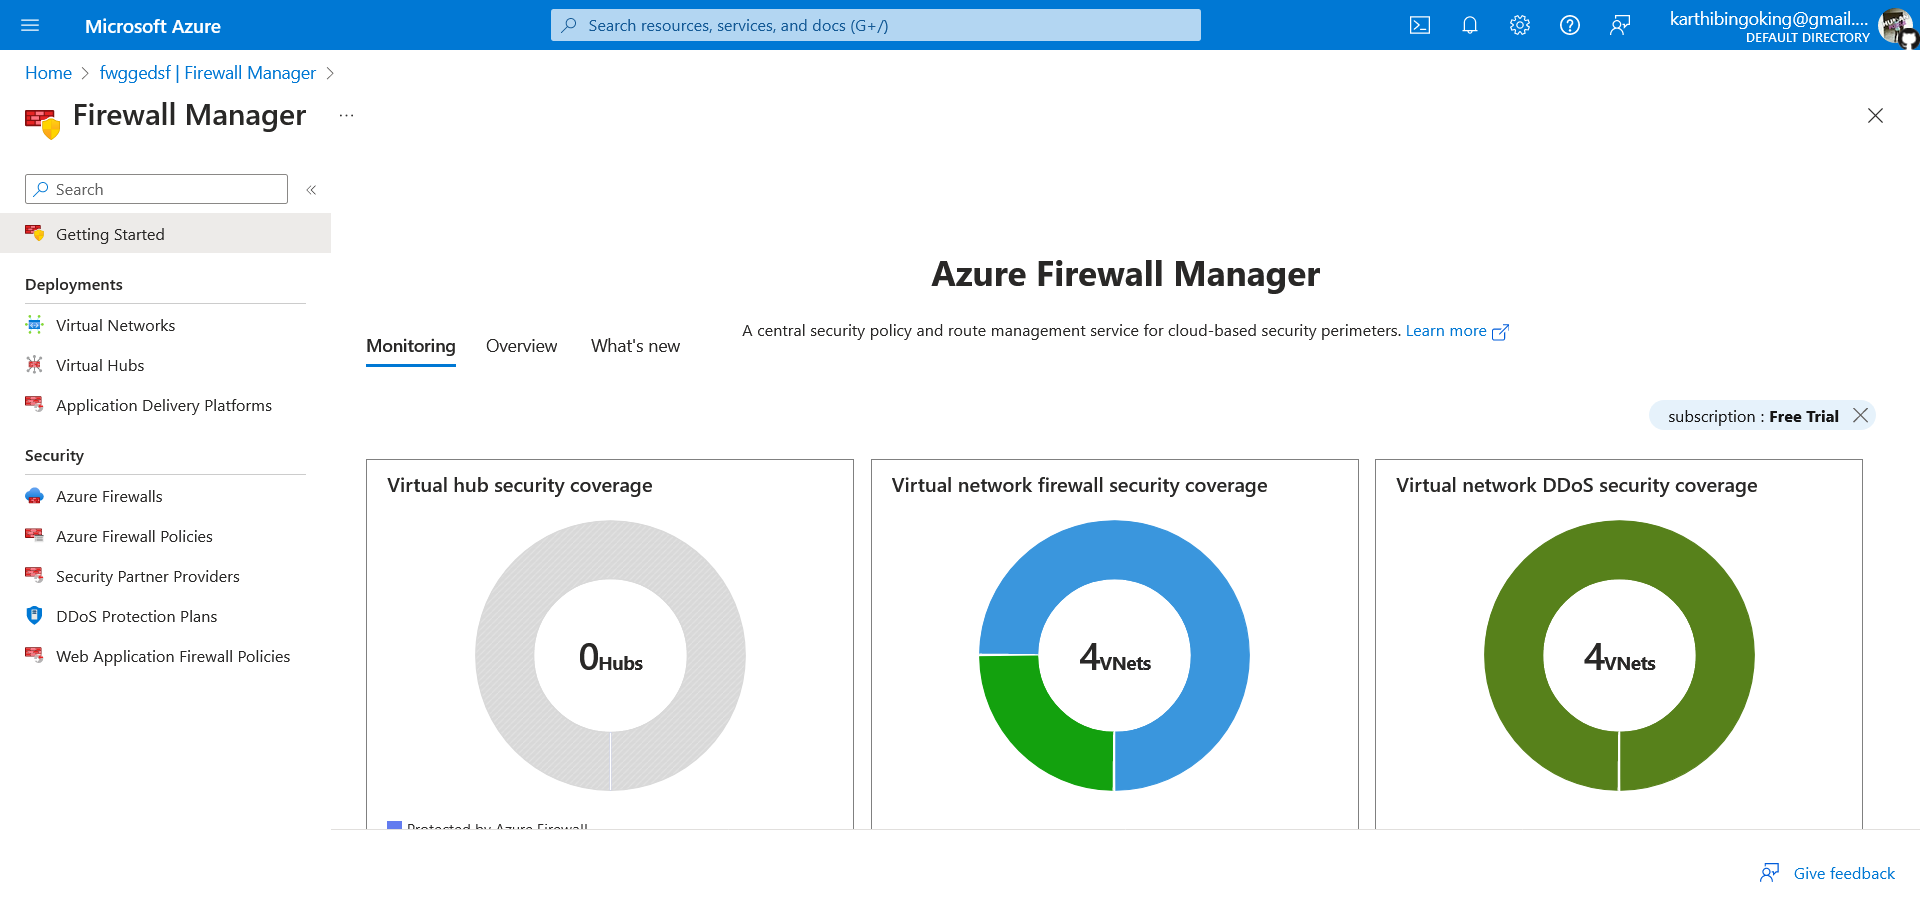 Microsoft Azure
Search resources, services, and docs (G+/)
karthibingoking@gmail....
DEFAULT DIRECTORY
Home > fwggedsf | Firewall Manager >
Firewall Manager ...
Search «
Getting Started
Deployments
Virtual Networks
Virtual Hubs
Application Delivery Platforms
Security
Azure Firewalls
Azure Firewall Policies
Security Partner Providers
DDoS Protection Plans
Web Application Firewall Policies
Azure Firewall Manager
A central security policy and route management service for cloud-based security perimeters. Learn more
Monitoring Overview What's new
subscription : Free Trial
Virtual hub security coverage
0Hubs
Protected by Azure Firewall
Virtual network firewall security coverage
4VNets
Virtual network DDoS security coverage
4VNets
Give feedback